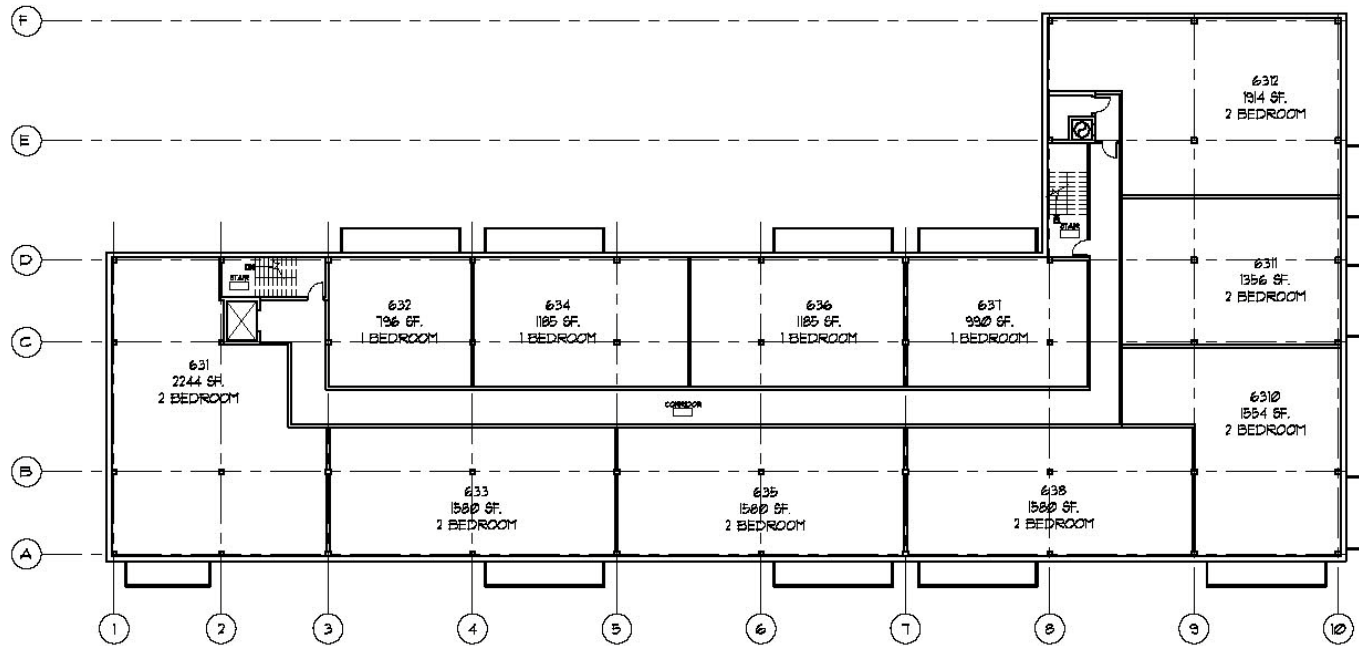 F
6312
1914 SF.
2 BEDROOM
E
STAIR
D
DN
STAIR
6311
1356 SF.
2 BEDROOM
632
796 SF.
1 BEDROOM
634
1185 SF.
1 BEDROOM
636
1185 SF.
1 BEDROOM
637
990 SF.
1 BEDROOM
C
631
2244 SF.
2 BEDROOM
CORRIDOR
6310
1554 SF.
2 BEDROOM
B
633
1580 SF.
2 BEDROOM
635
1580 SF.
2 BEDROOM
638
1580 SF.
2 BEDROOM
A
1
2
3
4
5
6
7
8
9
10